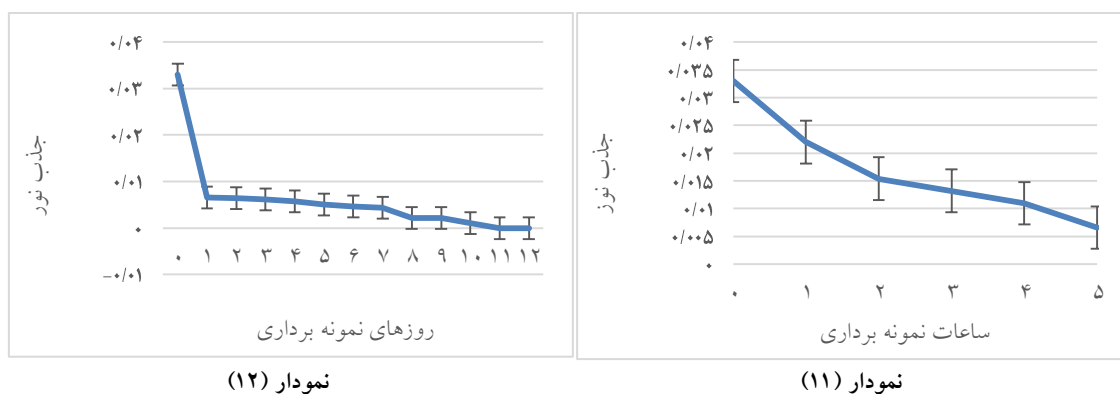 ۰/۰۴
۰/۰۳۵
۰/۰۳
۰/۰۲۵
۰/۰۲
۰/۰۱۵
۰/۰۱
۰/۰۰۵
۰
جذب نور
۰ ۱ ۲ ۳ ۴ ۵
ساعات نمونه برداری
نمودار (۱۱)
۰/۰۴
۰/۰۳
۰/۰۲
۰/۰۱
۰
-۰/۰۱
جذب نور
۰ ۱ ۲ ۳ ۴ ۵ ۶ ۷ ۸ ۹ ۱۰ ۱۱ ۱۲
روزهای نمونه برداری
نمودار (۱۲)